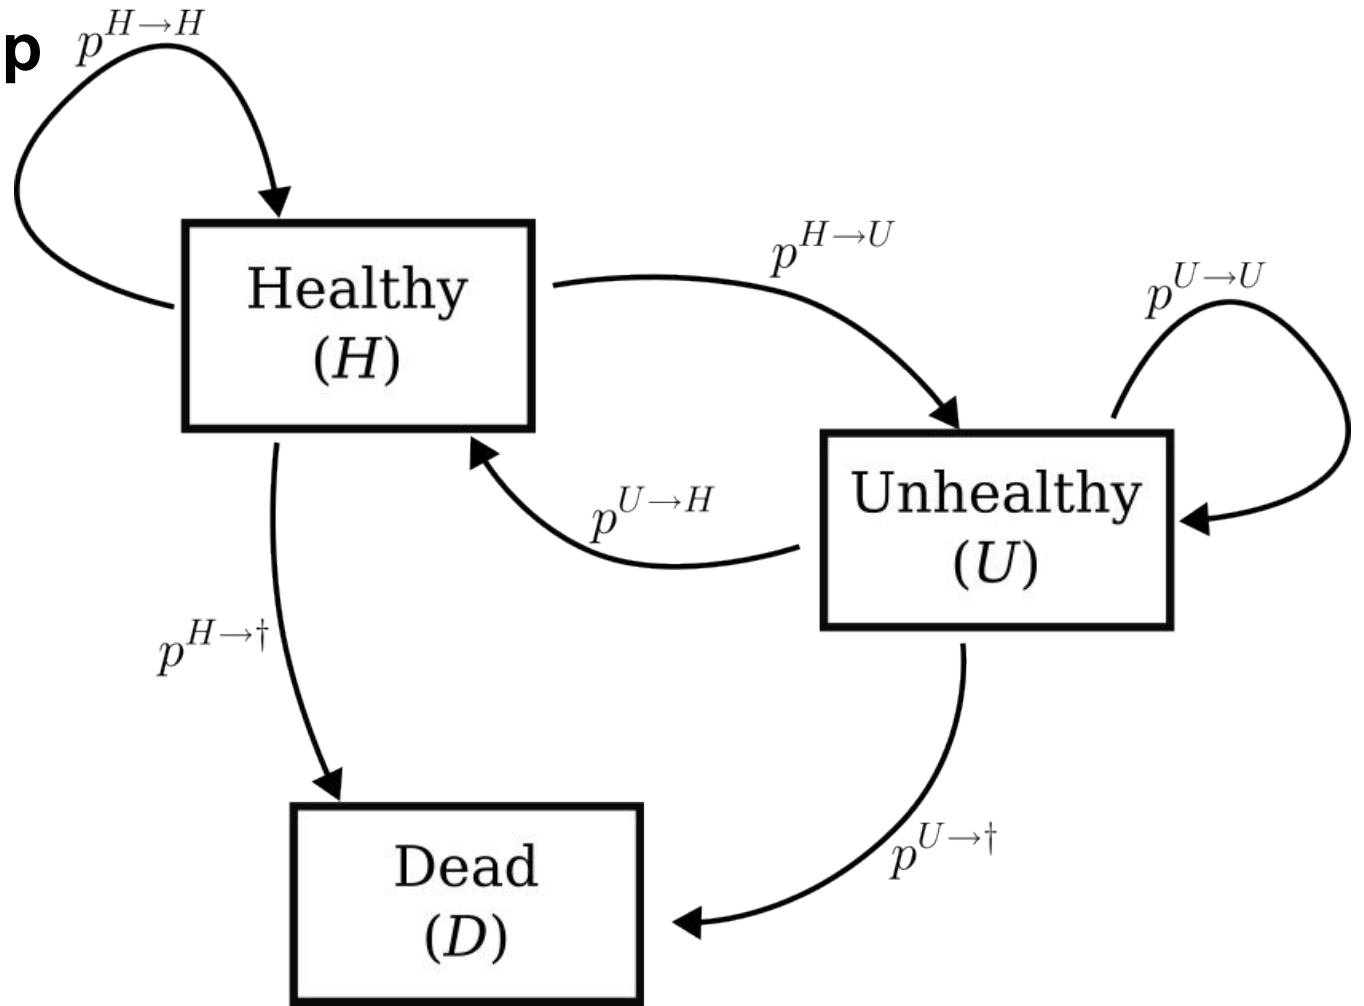 p
p^{H→H}
Healthy
(H)
p^{H→U}
p^{U→U}
Unhealthy
(U)
p^{U→H}
p^{H→†}
p^{U→†}
Dead
(D)